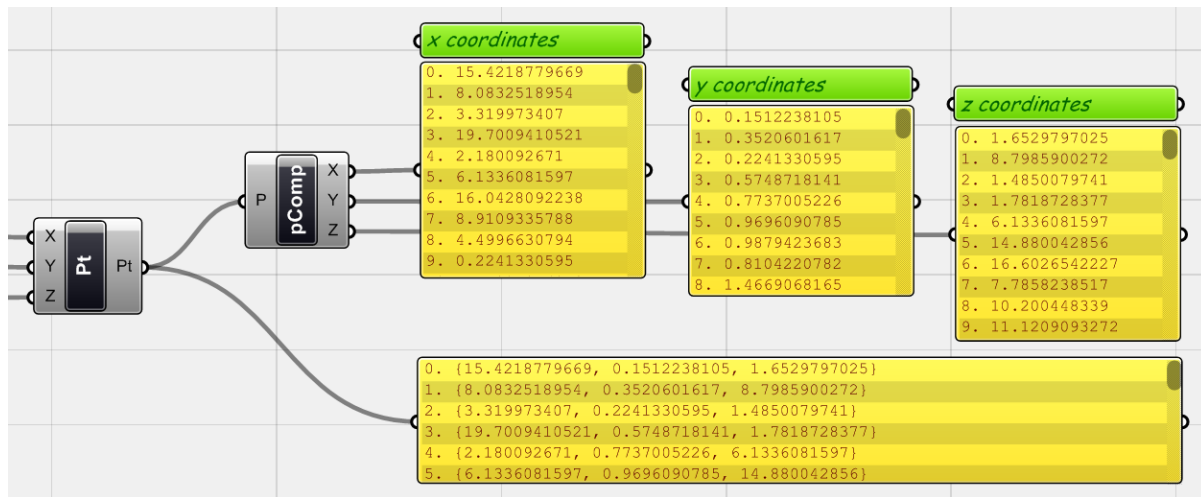 x coordinates
0. 15.4218779669
1. 8.0832518954
2. 3.319973407
3. 19.7009410521
4. 2.180092671
5. 6.1336081597
6. 16.0428092238
7. 8.9109335788
8. 4.4996630794
9. 0.2241330595
y coordinates
0. 0.1512238105
1. 0.3520601617
2. 0.2241330595
3. 0.5748718141
4. 0.7737005226
5. 0.9696090785
6. 0.9879423683
7. 0.8104220782
8. 1.4669068165
z coordinates
0. 1.6529797025
1. 8.7985900272
2. 1.4850079741
3. 1.7818728377
4. 6.1336081597
5. 14.880042856
6. 16.6026542227
7. 7.7858238517
8. 10.200448339
9. 11.1209093272
P pComp X
Y
Z
X
Y Pt Pt
Z
0. {15.4218779669, 0.1512238105, 1.6529797025}
1. {8.0832518954, 0.3520601617, 8.7985900272}
2. {3.319973407, 0.2241330595, 1.4850079741}
3. {19.7009410521, 0.5748718141, 1.7818728377}
4. {2.180092671, 0.7737005226, 6.1336081597}
5. {6.1336081597, 0.9696090785, 14.880042856}